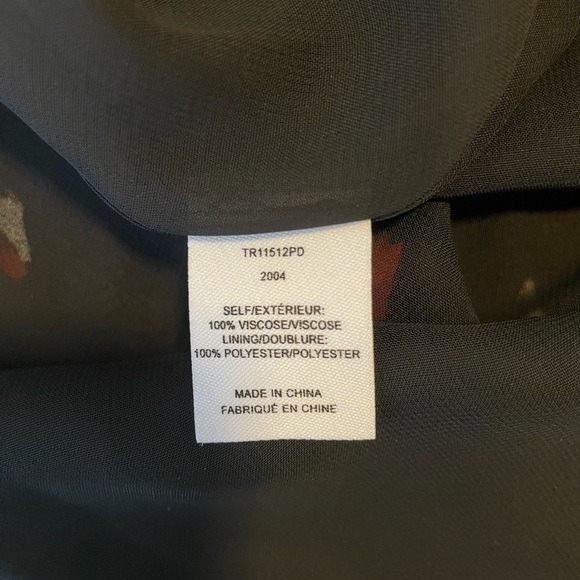 TR11512PD
2004
SELF/EXTÉRIEUR:
100% VISCOSE/VISCOSE
LINING/DOUBLURE:
100% POLYESTER/POLYESTER
MADE IN CHINA
FABRIQUÉ EN CHINE